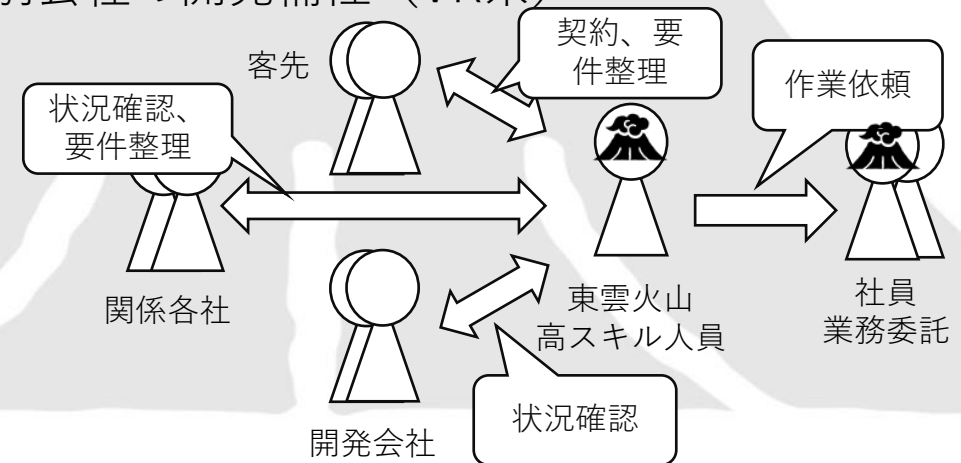 客先
契約、要
件整理
状況確認、
要件整理
作業依頼
関係各社
東雲火山
高スキル人員
社員
業務委託
開発会社
状況確認